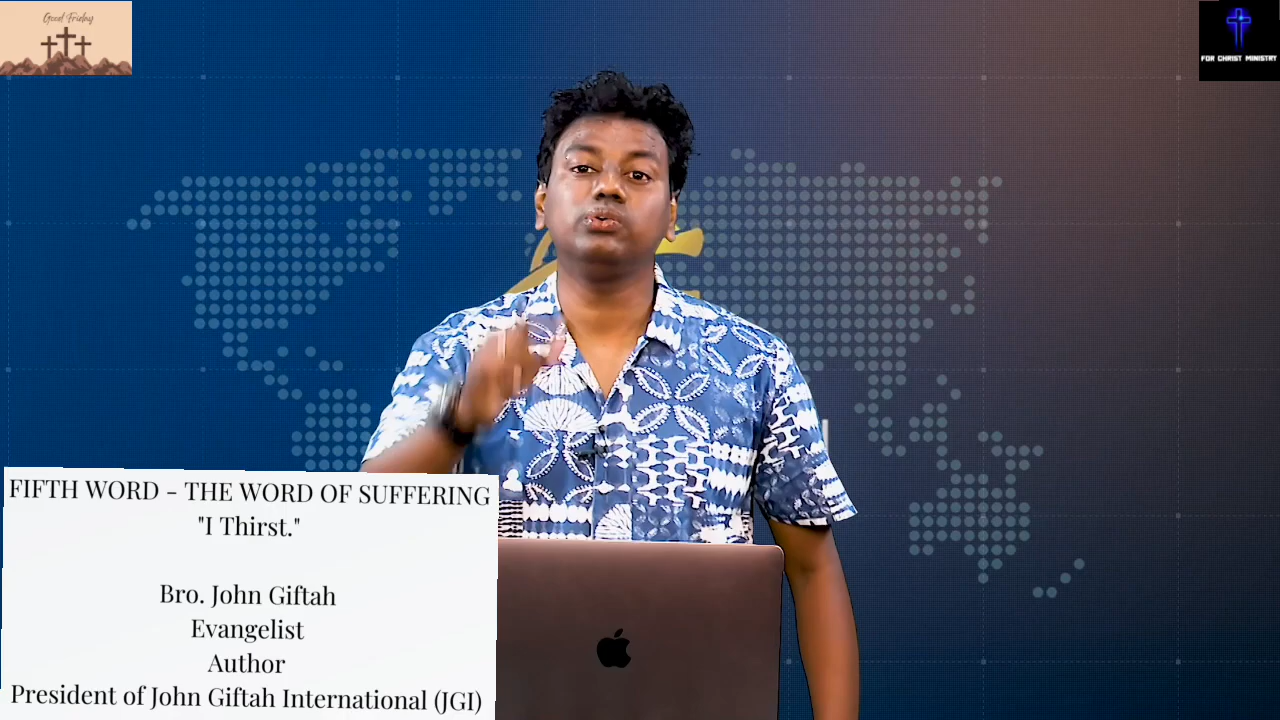 Good Friday
FOR CHRIST MINISTRY
FIFTH WORD - THE WORD OF SUFFERING
"I Thirst."
Bro. John Giftah
Evangelist
Author
President of John Giftah International (JGI)